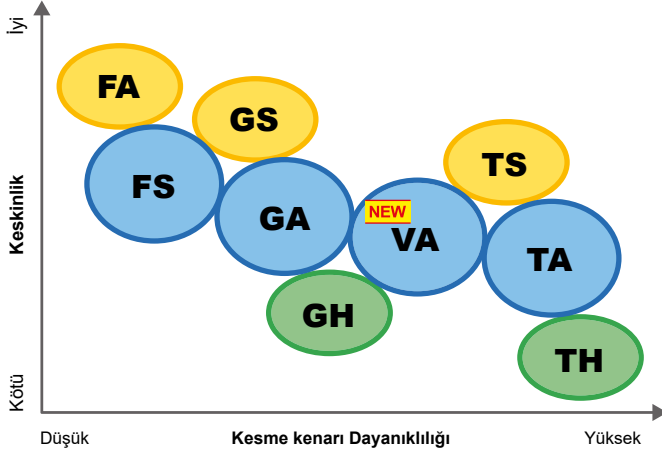 İyi
Keskinlik
Kötü
FA
GS
FS
TS
GA
NEW
VA
TA
GH
TH
Düşük
Kesme kenarı Dayanıklılığı
Yüksek